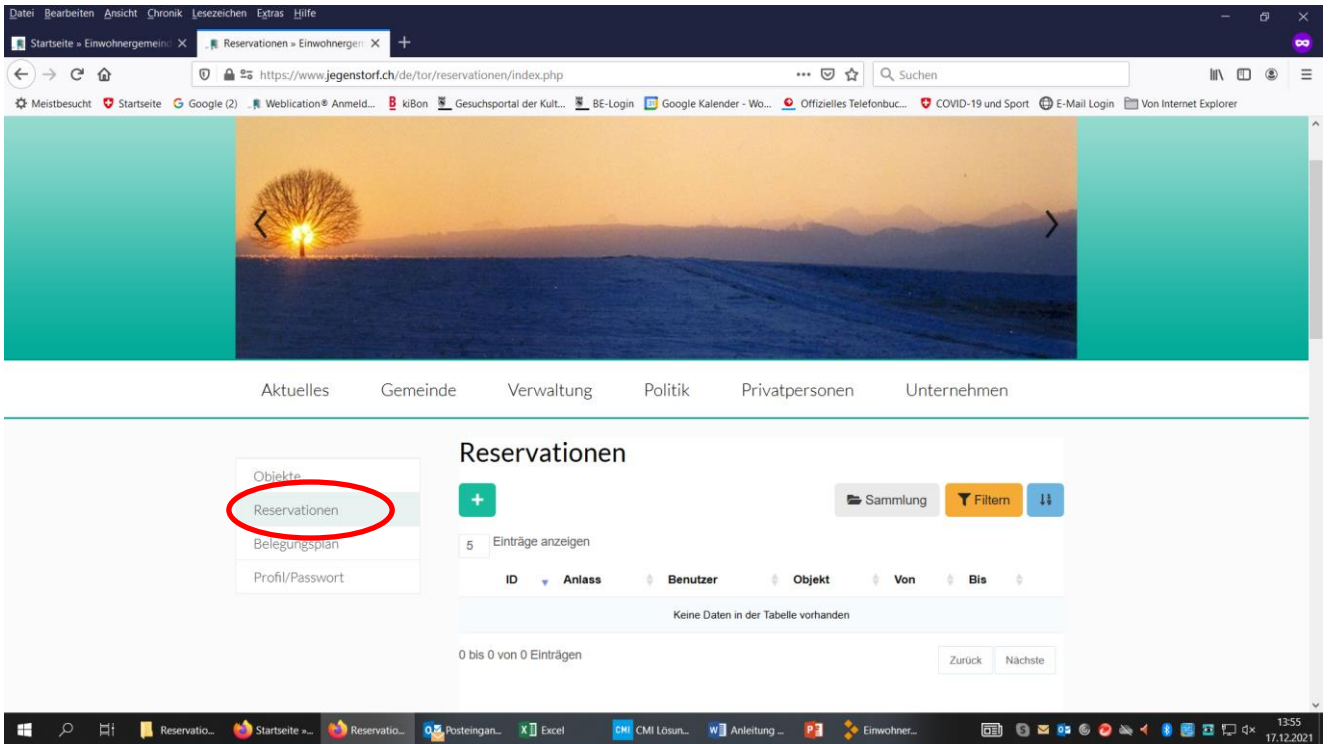 Datei Bearbeiten Ansicht Chronik Lesezeichen Extras Hilfe
Startseite » Einwohnergemeind Reservationen » Einwohnergem
https://www.jegenstorf.ch/de/tor/reservationen/index.php Suchen
Meistbesucht Startseite Google (2) Weblication® Anmeld... kiBon Gesuchsportal der Kult... BE-Login Google Kalender - Wo... Offizielles Telefonbuc... COVID-19 und Sport E-Mail Login Von Internet Explorer
Aktuelles Gemeinde Verwaltung Politik Privatpersonen Unternehmen
Objekte
Reservationen
Belegungsplan
Profil/Passwort
Reservationen
+ Sammlung Filtern
5 Einträge anzeigen
ID Anlass Benutzer Objekt Von Bis
Keine Daten in der Tabelle vorhanden
0 bis 0 von 0 Einträgen
Zurück Nächste
Reservatio... Startseite »... Reservatio... Posteingan... Excel CMI CMI Lösun... Anleitung ... Einwohner... 13:55
17.12.2021